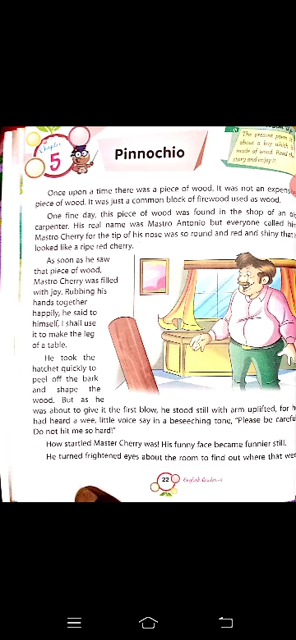 Chapter
5
The present poem is
about a boy which is
made of wood. Read the
story and enjoy it.
Pinnochio
Once upon a time there was a piece of wood. It was not an expens
piece of wood. It was just a common block of firewood used as wood.
One fine day, this piece of wood was found in the shop of an
carpenter. His real name was Mastro Antonio but everyone called hi
Mastro Cherry for the tip of his nose was so round and red and shiny that
looked like a ripe red cherry.
As soon as he saw
that piece of wood,
Mastro Cherry was filled
with joy. Rubbing his
hands together
happily, he said to
himself, I shall use
it to make the leg
of a table.
He took the
hatchet quickly to
peel off the bark
and shape the
wood. But as he
was about to give it the first blow, he stood still with arm uplifted, for h
had heard a wee, little voice say in a beseeching tone, "Please be careful
Do not hit me so hard!"
How startled Master Cherry was! His funny face became funnier still.
He turned frightened eyes about the room to find out where that wee
22
English Reader-4